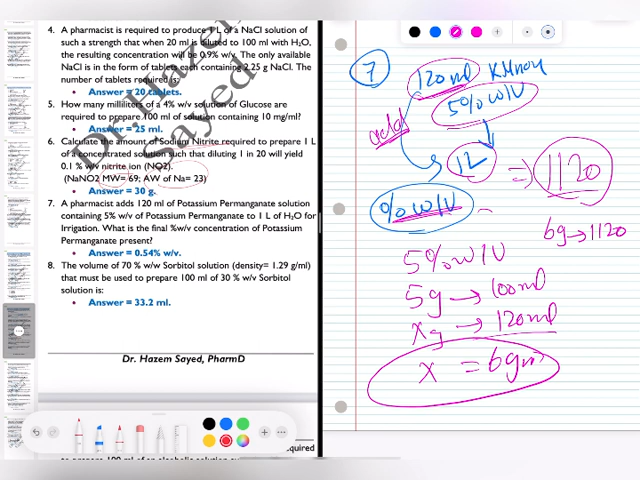 4. A pharmacist is required to produce 1 L of a NaCl solution of
such a strength that when 20 ml is diluted to 100 ml with H2O,
the resulting concentration will be 0.9% w/v. The only available
NaCl is in the form of tablets each containing 2.25 g NaCl. The
number of tablets required is:
• Answer = 20 tablets.
5. How many milliliters of a 4% w/v solution of Glucose are
required to prepare 100 ml of solution containing 10 mg/ml?
• Answer = 25 ml.
6. Calculate the amount of Sodium Nitrite required to prepare 1 L
of a concentrated solution such that diluting 1 in 20 will yield
0.1 % w/v nitrite ion (NO2).
(NaNO2 MW= 69; AW of Na= 23)
• Answer = 30 g.
7. A pharmacist adds 120 ml of Potassium Permanganate solution
containing 5% w/v of Potassium Permanganate to 1 L of H2O for
Irrigation. What is the final %w/v concentration of Potassium
Permanganate present?
• Answer = 0.54% w/v.
8. The volume of 70 % w/w Sorbitol solution (density= 1.29 g/ml)
that must be used to prepare 100 ml of 30 % w/v Sorbitol
solution is:
• Answer = 33.2 ml.
Dr. Hazem Sayed, PharmD
Dr. Hazem
Sayed
quired
7
120 ml KMnO4
5% w/v
add
1L
⇒ 1120
% w/v
6g → 1120
5% w/v
5g → 100ml
xg → 120ml
x = 6gm